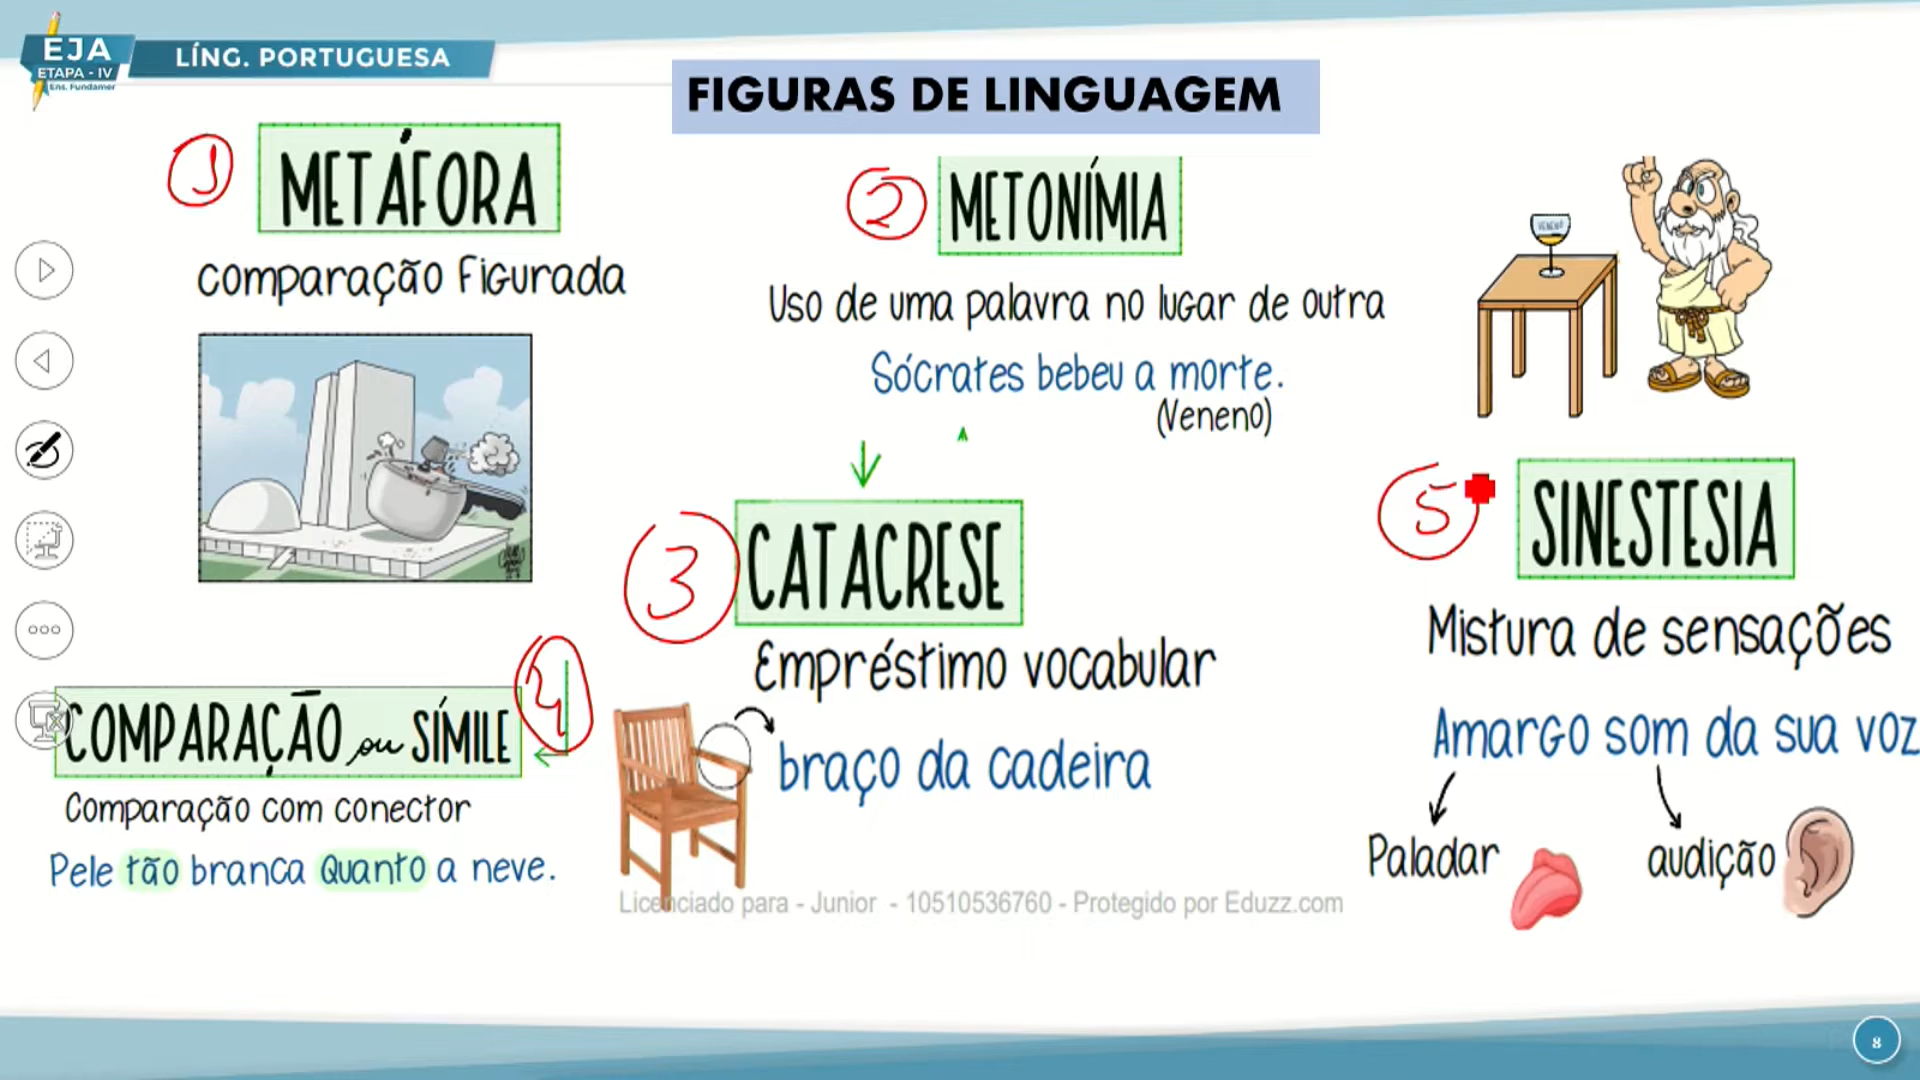 EJA
ETAPA - IV
Ens. Fundamen
LÍNG. PORTUGUESA
FIGURAS DE LINGUAGEM
1
METÁFORA
comparação Figurada
2
METONÍMIA
Uso de uma palavra no lugar de outra
Sócrates bebeu a morte.
(Veneno)
VENENO
3
CATACRESE
Empréstimo vocabular
braço da cadeira
4
COMPARAÇÃO ou SÍMILE
Comparação com conector
Pele tão branca Quanto a neve.
5
SINESTESIA
Mistura de sensações
Amargo som da sua voz
Paladar
audição
Licenciado para - Junior - 10510536760 - Protegido por Eduzz.com
8